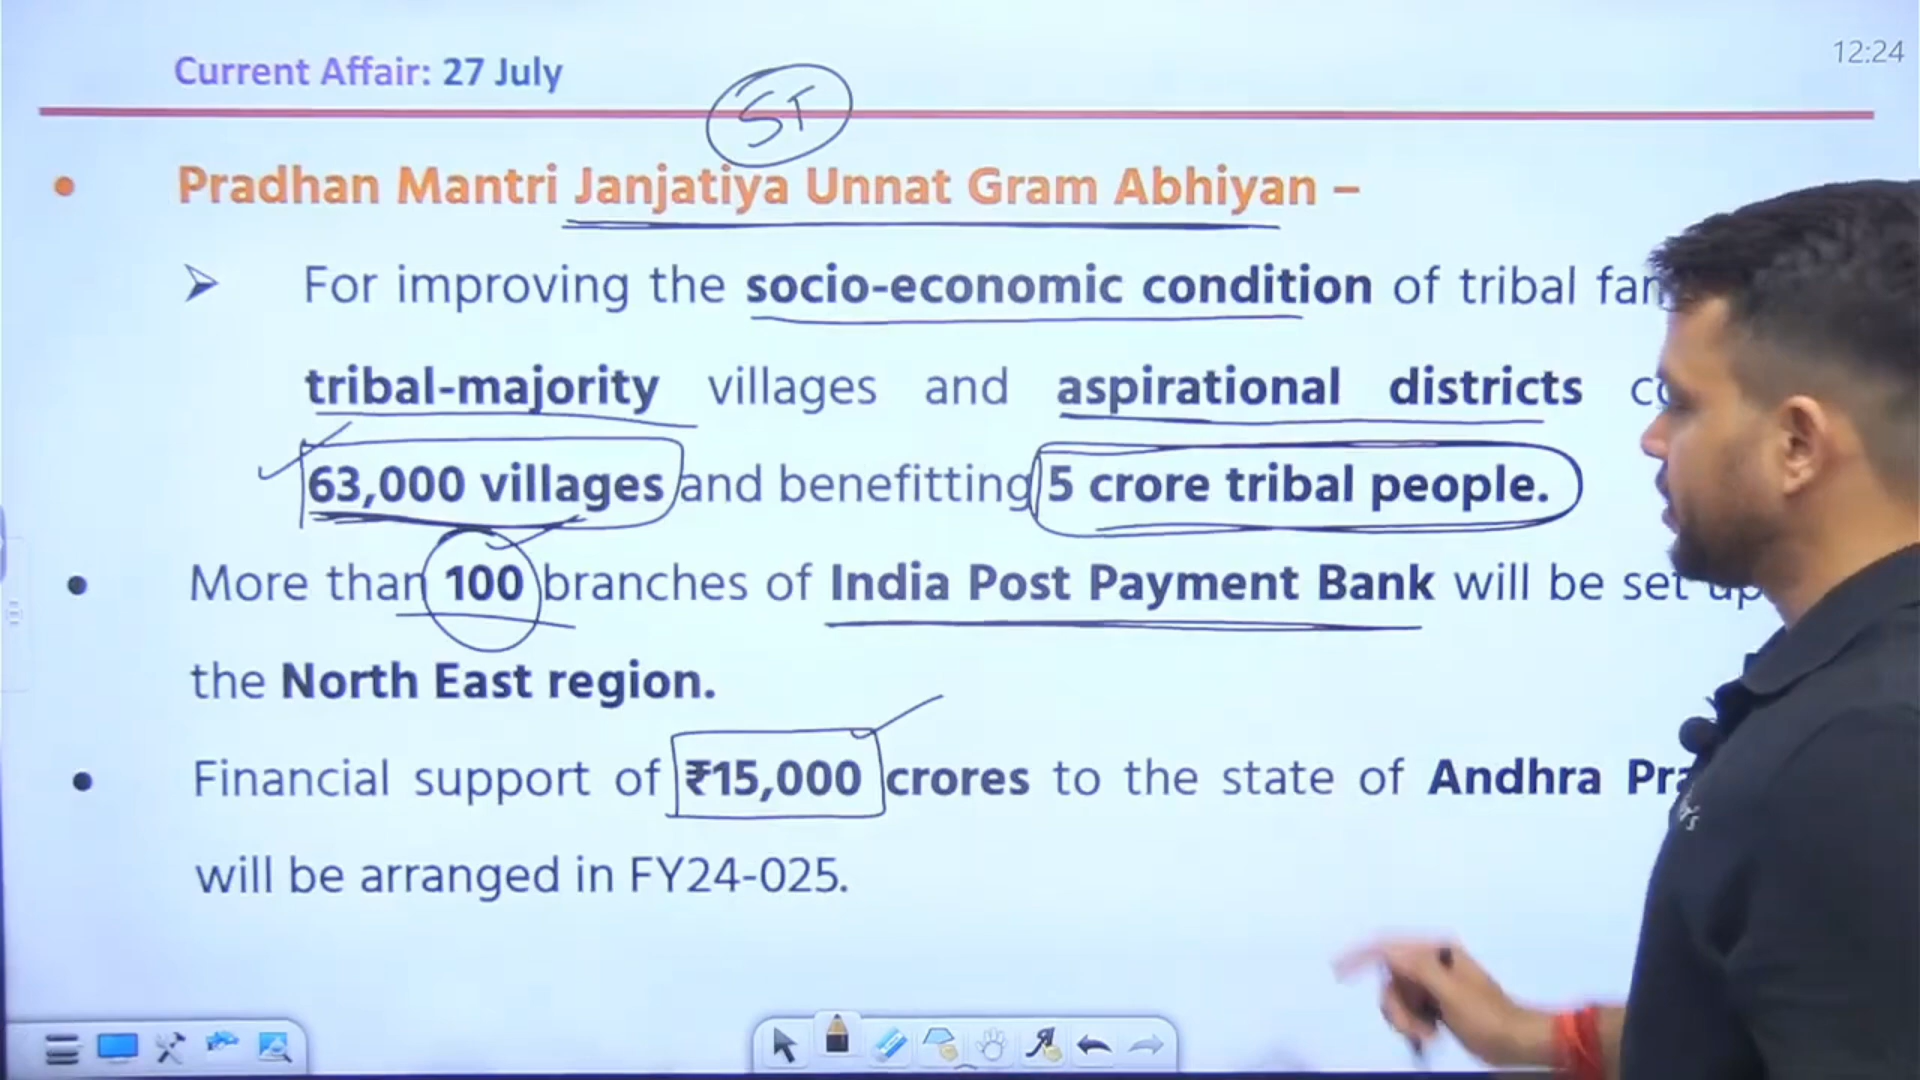 12:24
Current Affair: 27 July
ST
• Pradhan Mantri Janjatiya Unnat Gram Abhiyan –
➢ For improving the socio-economic condition of tribal
tribal-majority villages and aspirational districts
63,000 villages and benefitting 5 crore tribal people.
• More than 100 branches of India Post Payment Bank will be set up
the North East region.
• Financial support of ₹15,000 crores to the state of Andhra
will be arranged in FY24-025.